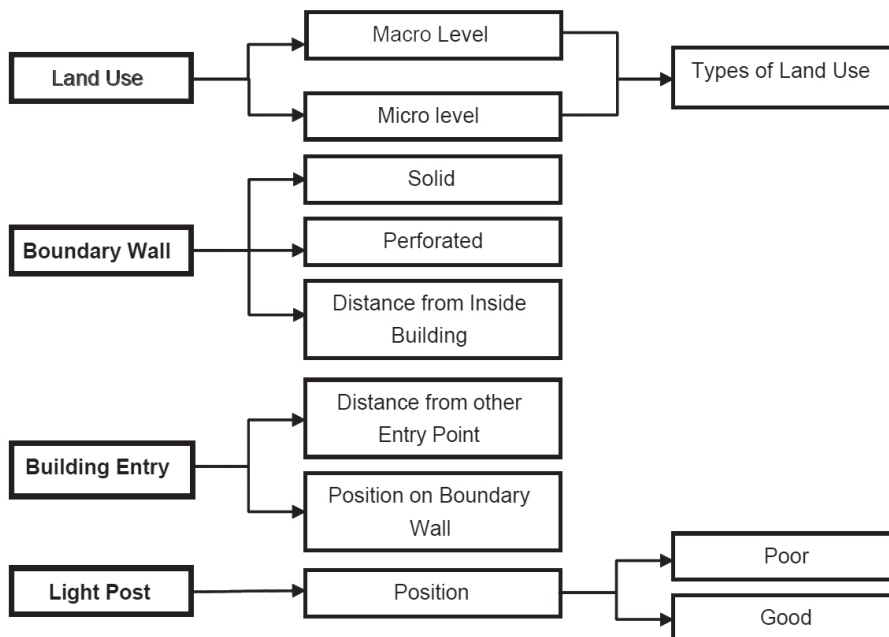 Land Use
Macro Level
Micro level
Types of Land Use
Boundary Wall
Solid
Perforated
Distance from Inside
Building
Building Entry
Distance from other
Entry Point
Position on Boundary
Wall
Light Post
Position
Poor
Good